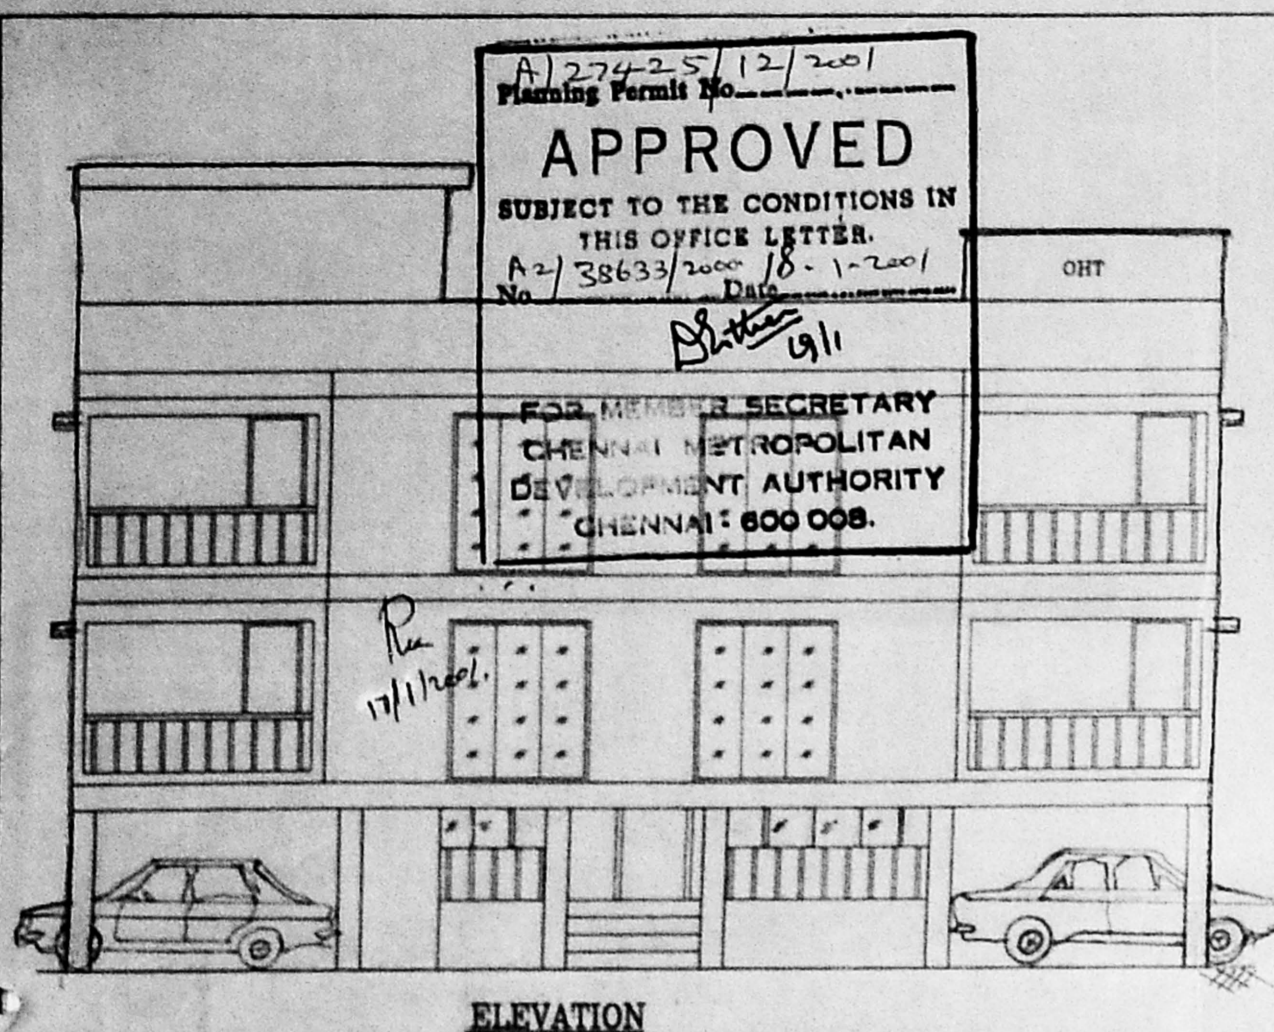 A/27425/12/2001
Planning Permit No
APPROVED
SUBJECT TO THE CONDITIONS IN
THIS OFFICE LETTER.
A2/38633/2000 18-1-2001
No Date
19/1
FOR MEMBER SECRETARY
CHENNAI METROPOLITAN
DEVELOPMENT AUTHORITY
CHENNAI: 600 008.
OHT
17/1/2001.
ELEVATION